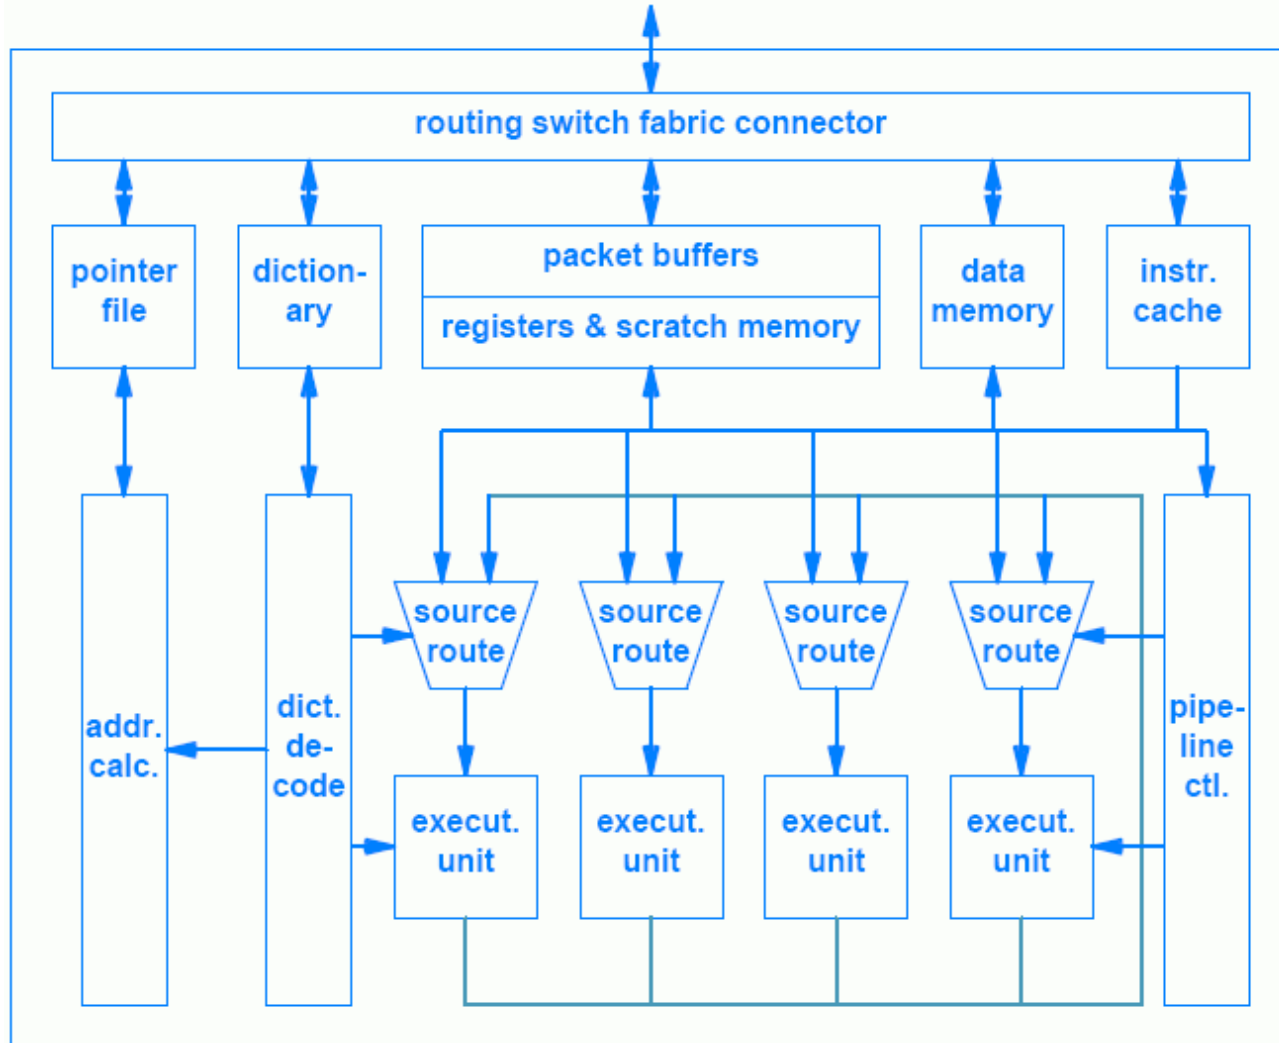 routing switch fabric connector
pointer
file
diction-
ary
packet buffers
registers & scratch memory
data
memory
instr.
cache
source
route
source
route
source
route
source
route
addr.
calc.
dict.
de-
code
pipe-
line
ctl.
execut.
unit
execut.
unit
execut.
unit
execut.
unit